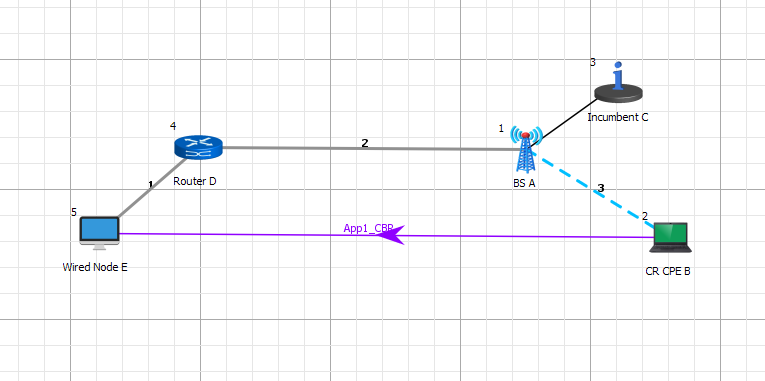 3
Incumbent C
1
BS A
4
Router D
2
1
3
5
Wired Node E
App1_CBR
2
CR CPE B